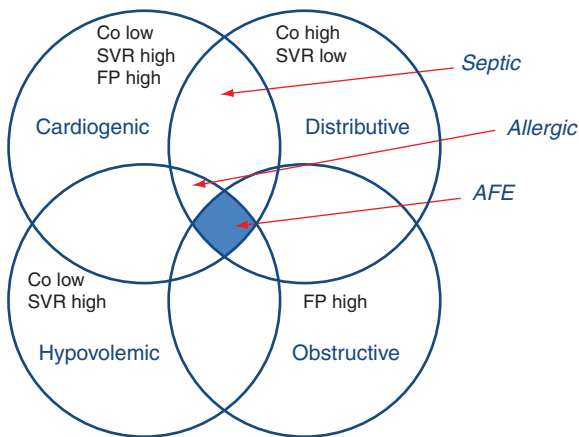 Co low
SVR high
FP high
Co high
SVR low
Septic
Cardiogenic
Distributive
Allergic
AFE
Co low
SVR high
FP high
Hypovolemic
Obstructive